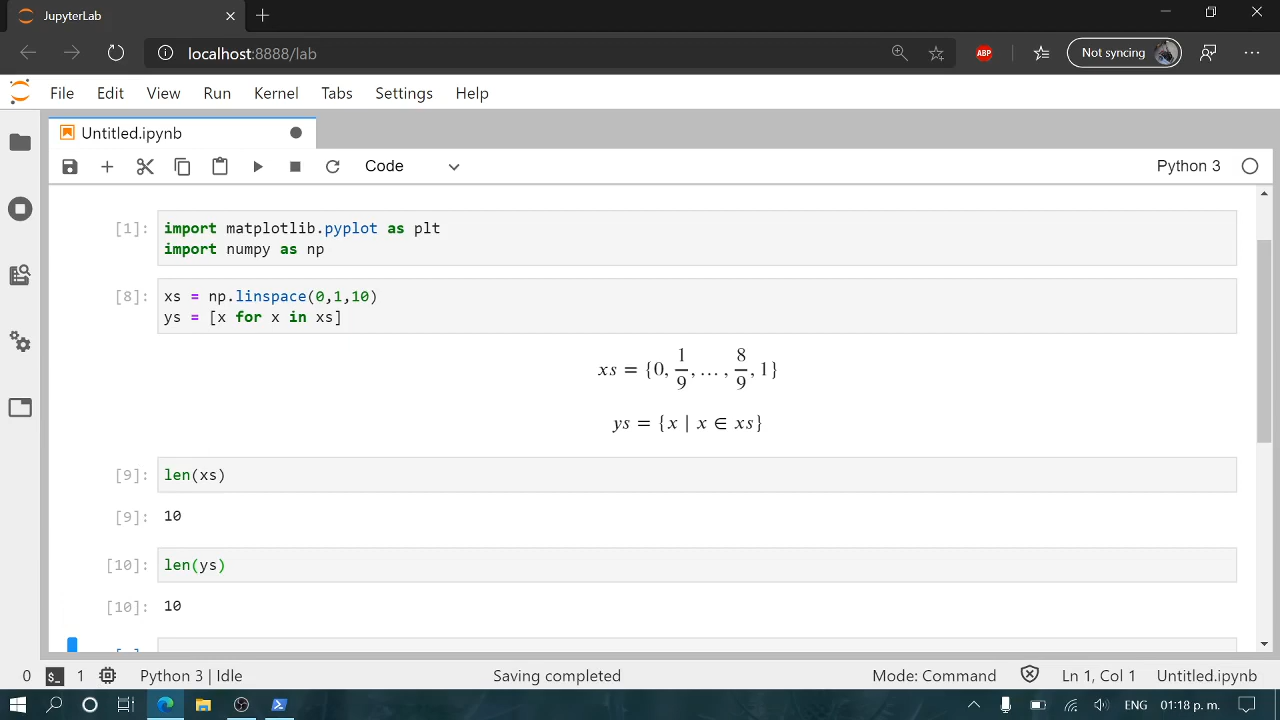 JupyterLab
localhost:8888/lab
ABP
Not syncing
File Edit View Run Kernel Tabs Settings Help
Untitled.ipynb
Code
Python 3
[1]: import matplotlib.pyplot as plt
import numpy as np
[8]: xs = np.linspace(0,1,10)
ys = [x for x in xs]
xs = {0, 1/9, ..., 8/9, 1}
ys = {x | x ∈ xs}
[9]: len(xs)
[9]: 10
[10]: len(ys)
[10]: 10
0 $_ 1 Python 3 | Idle Saving completed Mode: Command Ln 1, Col 1 Untitled.ipynb
ENG 01:18 p. m.